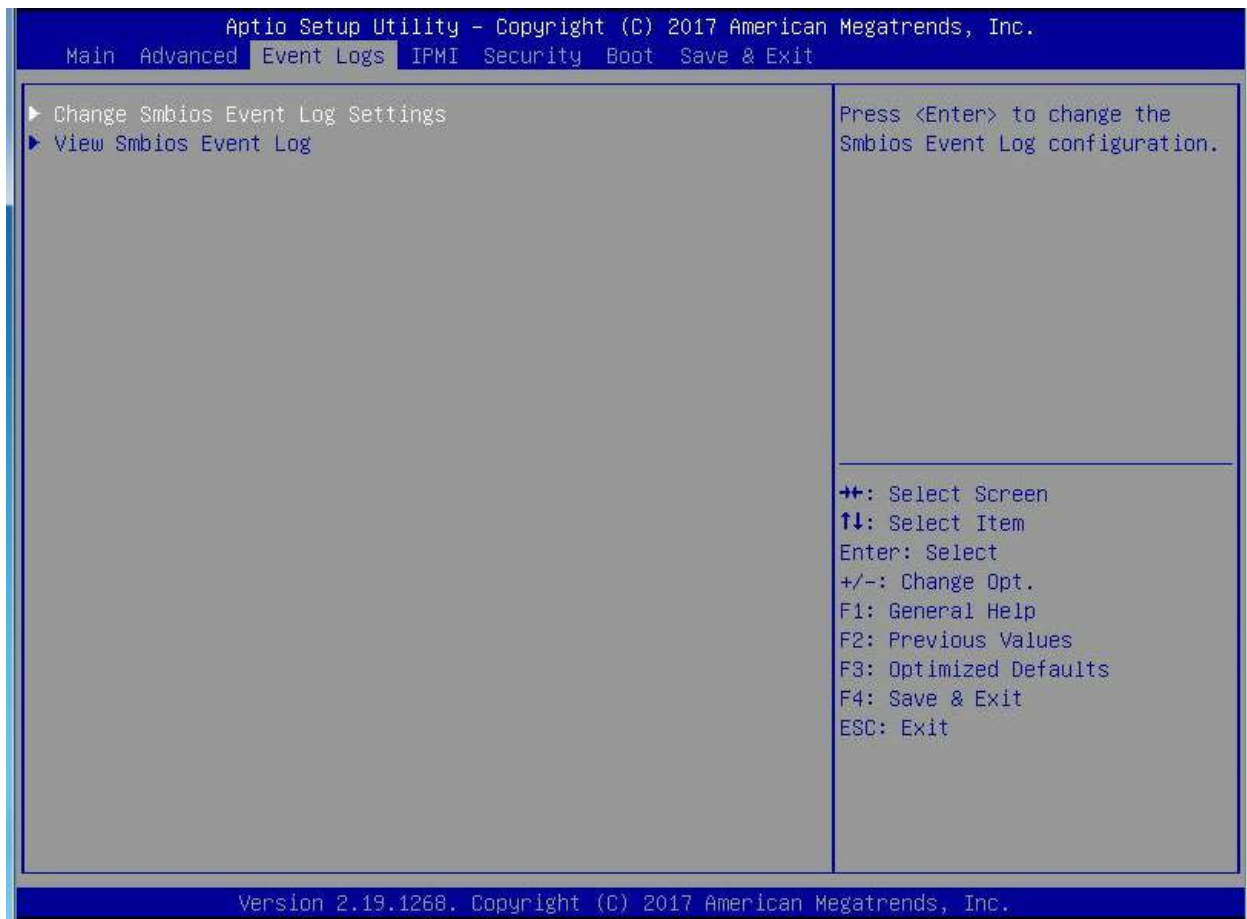 Aptio Setup Utility – Copyright (C) 2017 American Megatrends, Inc.
Main Advanced Event Logs IPMI Security Boot Save & Exit
▶ Change Smbios Event Log Settings
▶ View Smbios Event Log
Press <Enter> to change the
Smbios Event Log configuration.
→←: Select Screen
↑↓: Select Item
Enter: Select
+/-: Change Opt.
F1: General Help
F2: Previous Values
F3: Optimized Defaults
F4: Save & Exit
ESC: Exit
Version 2.19.1268. Copyright (C) 2017 American Megatrends, Inc.